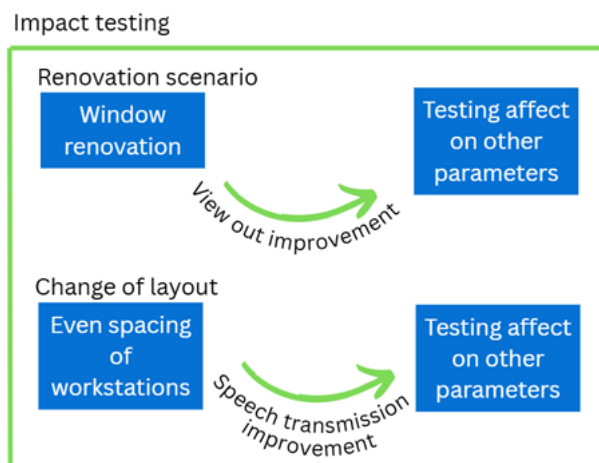 Impact testing
Renovation scenario
Window
renovation
View out improvement
Testing affect
on other
parameters
Change of layout
Even spacing
of
workstations
Speech transmission
improvement
Testing affect
on other
parameters